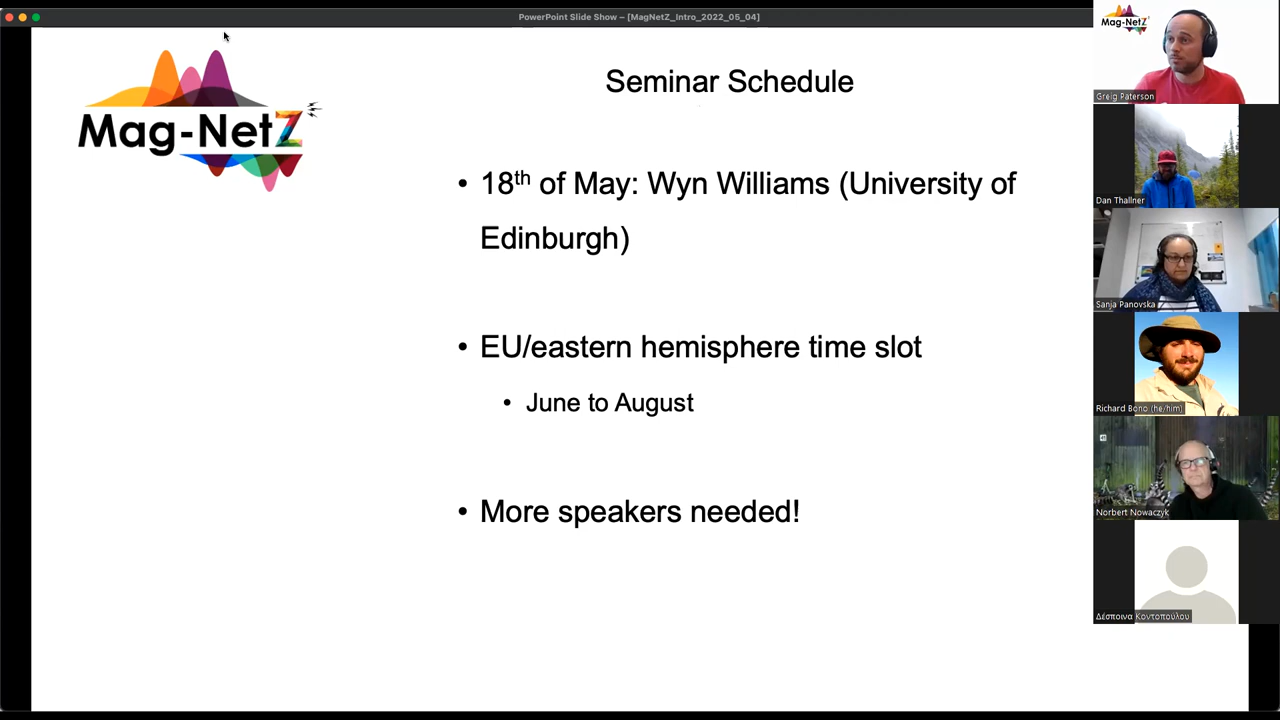 PowerPoint Slide Show – [MagNetZ_Intro_2022_05_04]
Mag-NetZ
Seminar Schedule
• 18th of May: Wyn Williams (University of
Edinburgh)
• EU/eastern hemisphere time slot
• June to August
• More speakers needed!
Mag-NetZ
Greig Paterson
Dan Thallner
Sanja Panovska
Richard Bono (he/him)
Norbert Nowaczyk
Δέσποινα Κοντοπούλου